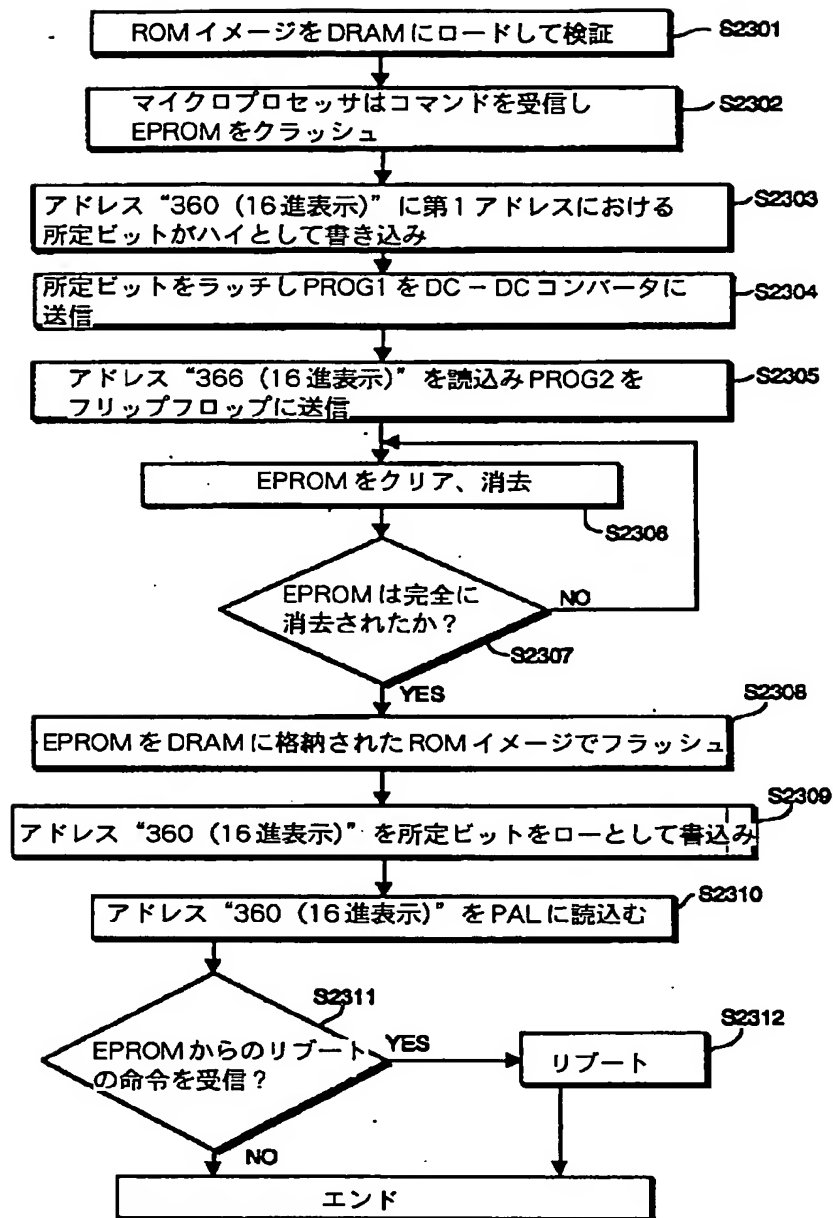 ROMイメージをDRAMにロードして検証
S2301
マイクロプロセッサはコマンドを受信し
EPROMをクラッシュ
S2302
アドレス“360（16進表示）”に第1アドレスにおける
所定ビットがハイとして書き込み
S2303
所定ビットをラッチしPROG1をDC－DCコンバータに
送信
S2304
アドレス“366（16進表示）”を読込みPROG2を
フリップフロップに送信
S2305
EPROMをクリア、消去
S2306
EPROMは完全に
消去されたか？
NO
S2307
YES
S2308
EPROMをDRAMに格納されたROMイメージでフラッシュ
S2309
アドレス“360（16進表示）”を所定ビットをローとして書込み
S2310
アドレス“360（16進表示）”をPALに読込む
S2311
EPROMからのリブート
の命令を受信？
YES
S2312
リブート
NO
エンド